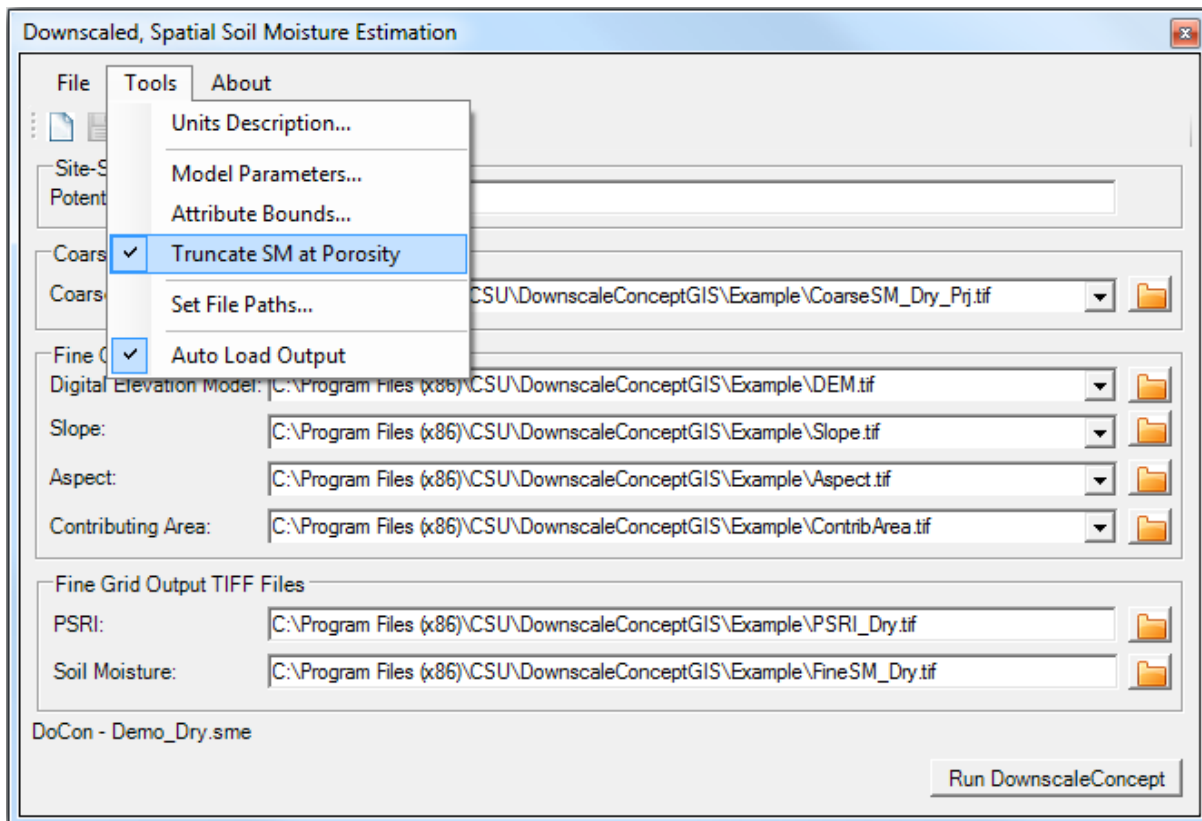 Downscaled, Spatial Soil Moisture Estimation
File Tools About
Units Description...
Site-S
Model Parameters...
Potent
Attribute Bounds...
Coars
Truncate SM at Porosity
Coarse
CSU\DownscaleConceptGIS\Example\CoarseSM_Dry_Prj.tif
Set File Paths...
Fine G
Auto Load Output
Digital Elevation Model: C:\Program Files (x86)\CSU\DownscaleConceptGIS\Example\DEM.tif
Slope: C:\Program Files (x86)\CSU\DownscaleConceptGIS\Example\Slope.tif
Aspect: C:\Program Files (x86)\CSU\DownscaleConceptGIS\Example\Aspect.tif
Contributing Area: C:\Program Files (x86)\CSU\DownscaleConceptGIS\Example\ContribArea.tif
Fine Grid Output TIFF Files
PSRI: C:\Program Files (x86)\CSU\DownscaleConceptGIS\Example\PSRI_Dry.tif
Soil Moisture: C:\Program Files (x86)\CSU\DownscaleConceptGIS\Example\FineSM_Dry.tif
DoCon - Demo_Dry.sme
Run DownscaleConcept